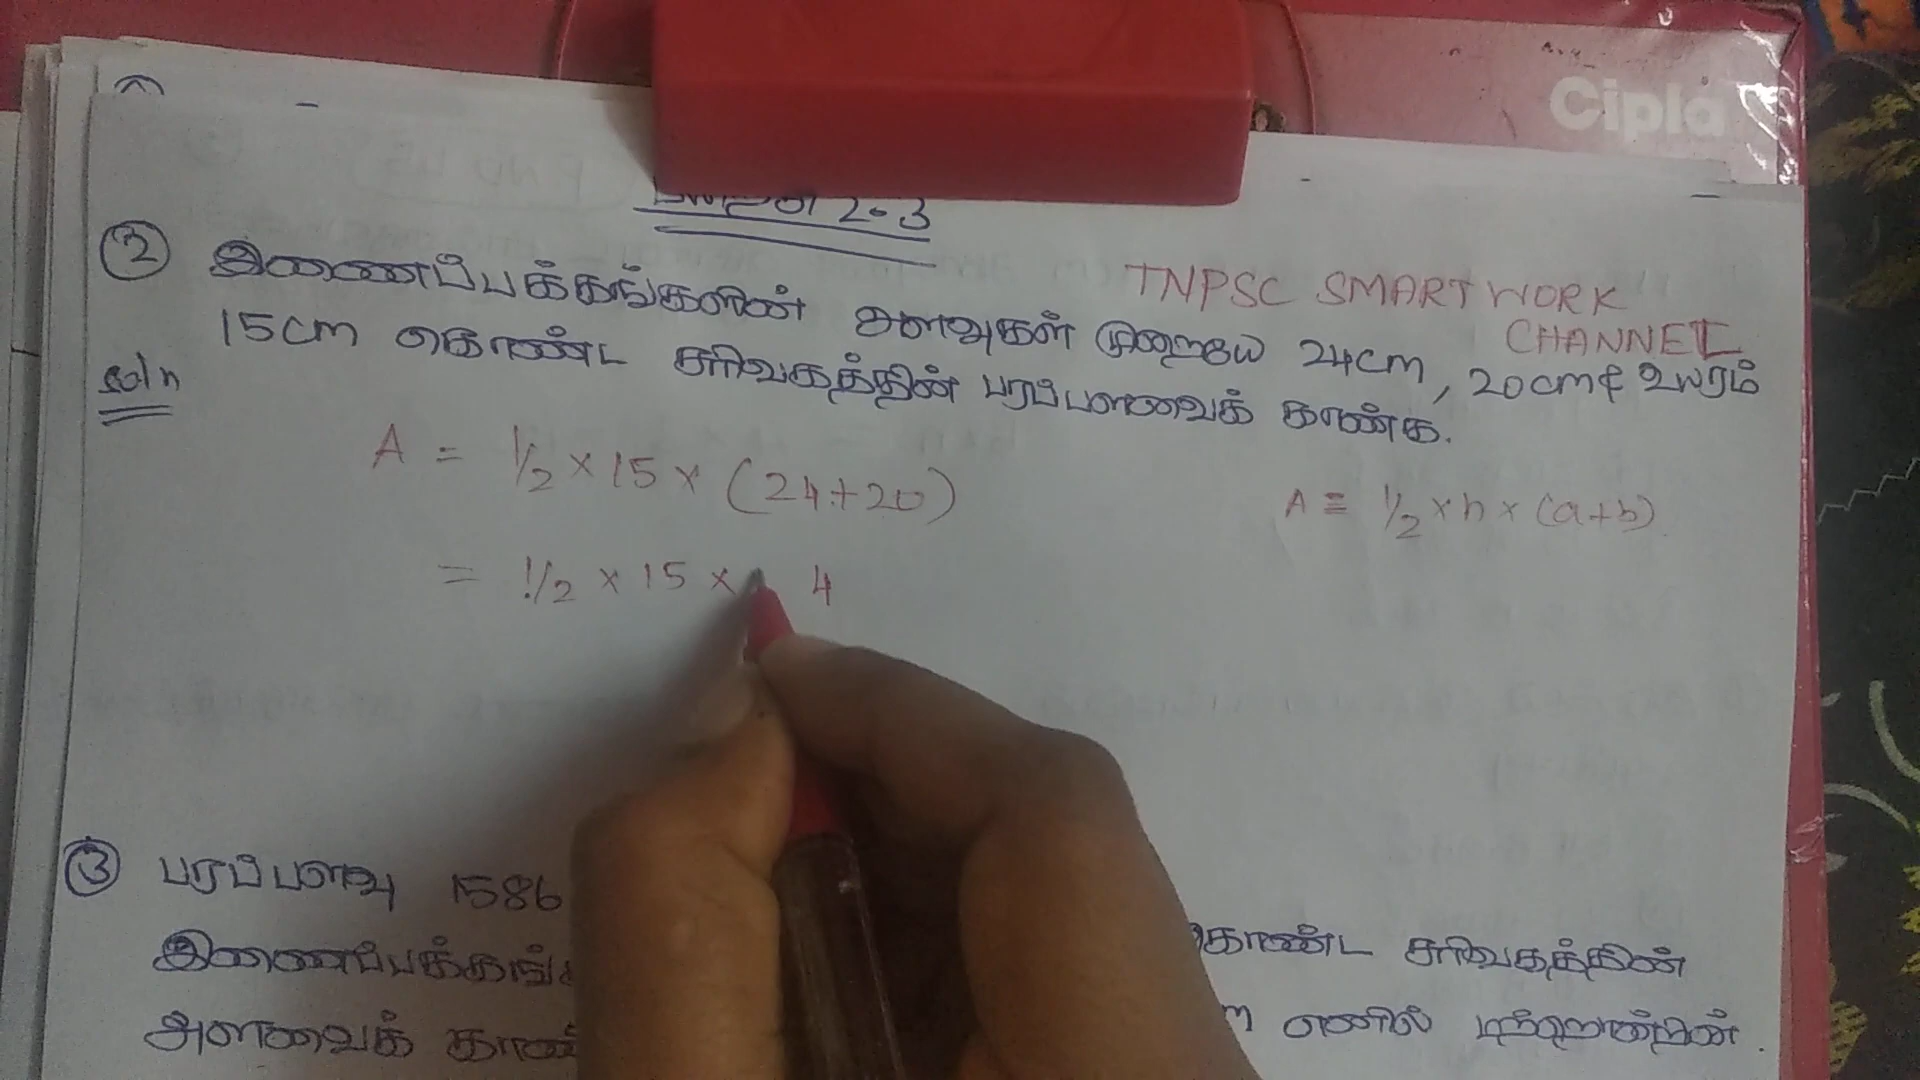 Cipla
2.3
② இணைப்பக்கங்களின் அளவுகள் முறையே 24cm, 20cm & உயரம்
15cm கொண்ட சரிவகத்தின் பரப்பளவைக் காண்க.
TNPSC SMART WORK
CHANNEL
soln
A = 1/2 × 15 × (24+20)
A = 1/2 × h × (a+b)
= 1/2 × 15 × 4
③ பரப்பளவு 1586
இணைப்பக்கங் கொண்ட சரிவகத்தின்
அளவைக் காண் எனில் மற்றொன்றின்